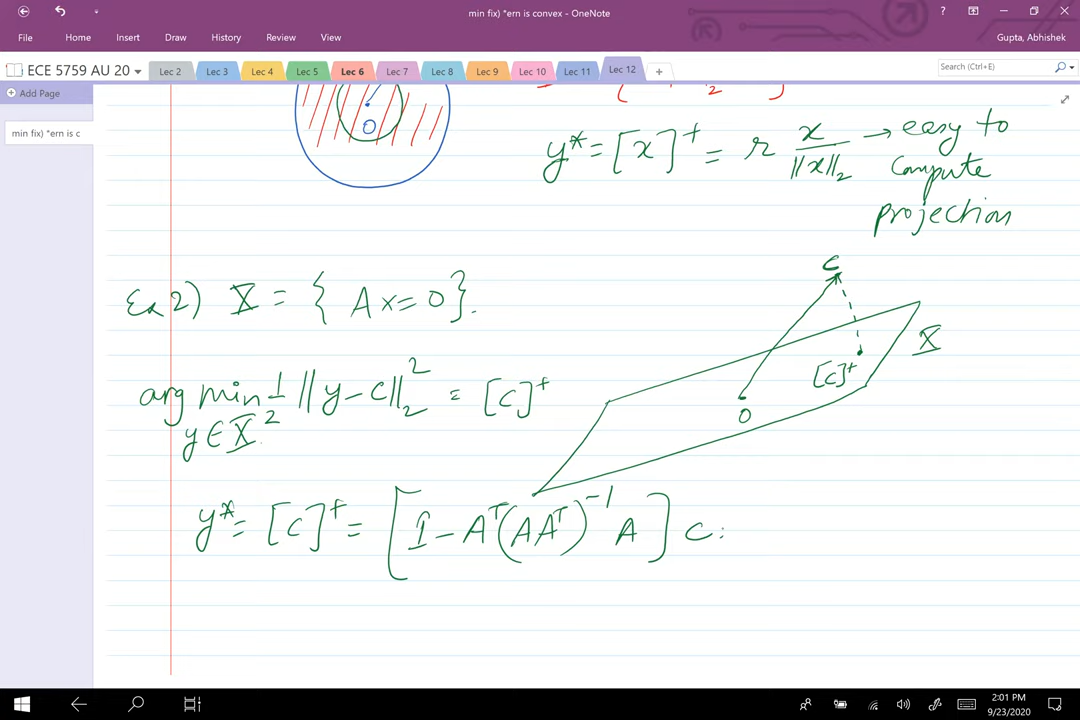 min fix) *ern is convex - OneNote
?
Gupta, Abhishek
File Home Insert Draw History Review View
ECE 5759 AU 20 Lec 2 Lec 3 Lec 4 Lec 5 Lec 6 Lec 7 Lec 8 Lec 9 Lec 10 Lec 11 Lec 12 +
Search (Ctrl+E)
Add Page
min fix) *ern is c
0
y* = [x]^+ = r x/||x||_2 → easy to
compute
projection
Ex 2) X = { Ax = 0 }.
c
X
[c]^+
0
arg min 1/2 ||y - c||_2^2 = [c]^+
y ∈ X
y* = [c]^+ = [I - A^T (AA^T)^-1 A] c.
2:01 PM
9/23/2020